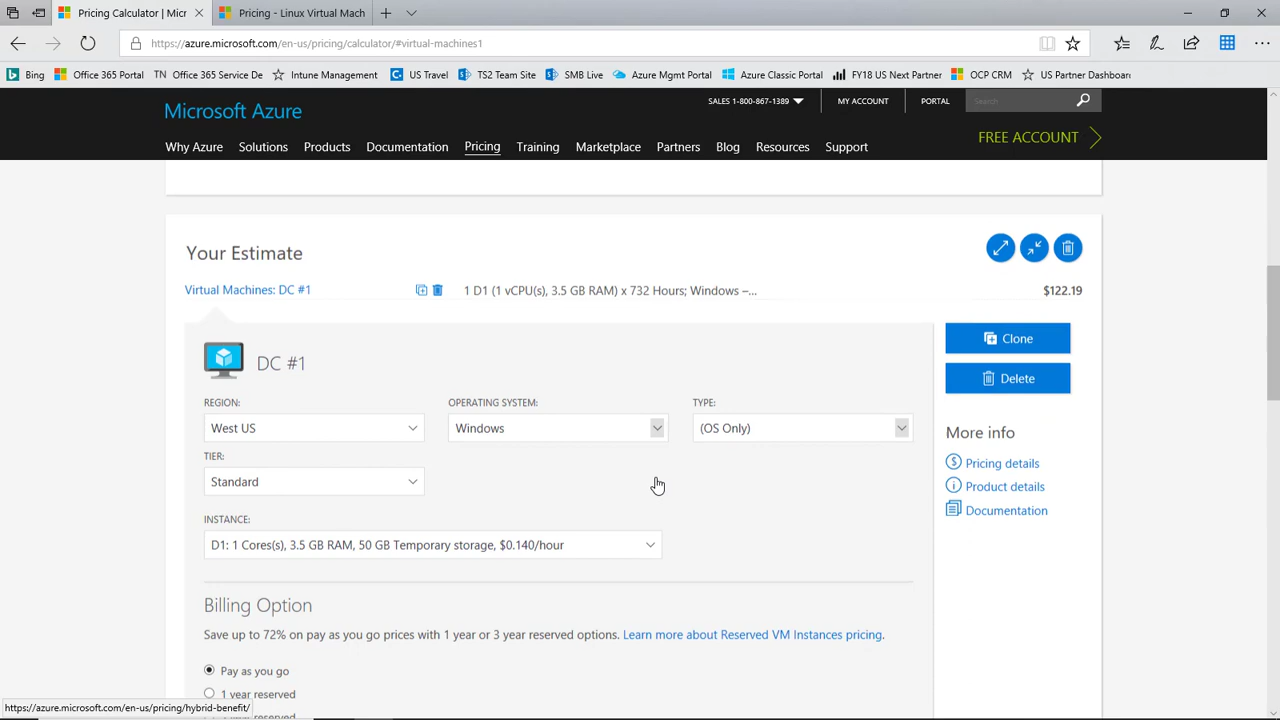 Pricing Calculator | Micr
Pricing - Linux Virtual Mach
https://azure.microsoft.com/en-us/pricing/calculator/#virtual-machines1
Bing
Office 365 Portal
TN Office 365 Service De
Intune Management
US Travel
TS2 Team Site
SMB Live
Azure Mgmt Portal
Azure Classic Portal
FY18 US Next Partner
OCP CRM
US Partner Dashboard
Microsoft Azure
SALES 1-800-867-1389
MY ACCOUNT
PORTAL
Search
FREE ACCOUNT
Why Azure
Solutions
Products
Documentation
Pricing
Training
Marketplace
Partners
Blog
Resources
Support
Your Estimate
Virtual Machines: DC #1
1 D1 (1 vCPU(s), 3.5 GB RAM) x 732 Hours; Windows –...
$122.19
DC #1
Clone
Delete
REGION:
OPERATING SYSTEM:
TYPE:
West US
Windows
(OS Only)
TIER:
Standard
INSTANCE:
D1: 1 Cores(s), 3.5 GB RAM, 50 GB Temporary storage, $0.140/hour
More info
Pricing details
Product details
Documentation
Billing Option
Save up to 72% on pay as you go prices with 1 year or 3 year reserved options. Learn more about Reserved VM Instances pricing.
Pay as you go
1 year reserved
https://azure.microsoft.com/en-us/pricing/hybrid-benefit/